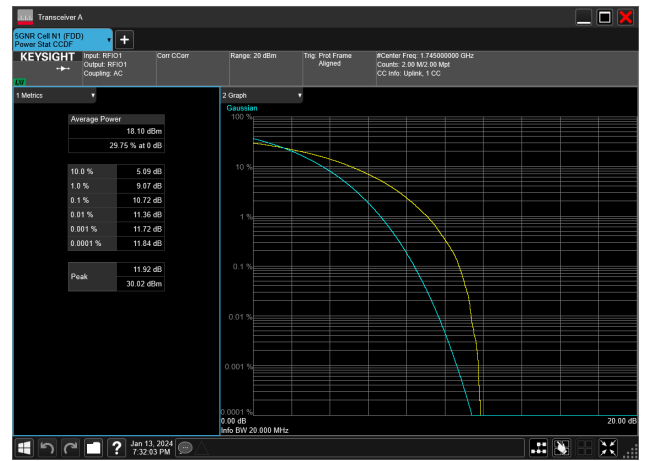 Transceiver A
5GNR Cell N1 (FDD)
Power Stat CCDF
KEYSIGHT
Input: RFIO1
Output: RFIO1
Coupling: AC
Corr CCorr
Range: 20 dBm
Trig: Prot Frame
Aligned
#Center Freq: 1.745000000 GHz
Counts: 2.00 M/2.00 Mpt
CC Info: Uplink, 1 CC
LXI
1 Metrics
Average Power
18.10 dBm
29.75 % at 0 dB
10.0 % 5.09 dB
1.0 % 9.07 dB
0.1 % 10.72 dB
0.01 % 11.36 dB
0.001 % 11.72 dB
0.0001 % 11.84 dB
Peak
11.92 dB
30.02 dBm
2 Graph
Gaussian
100 %
10 %
1 %
0.1 %
0.01 %
0.001 %
0.0001 %
0.00 dB
20.00 dB
Info BW 20.000 MHz
?
Jan 13, 2024
7:32:03 PM